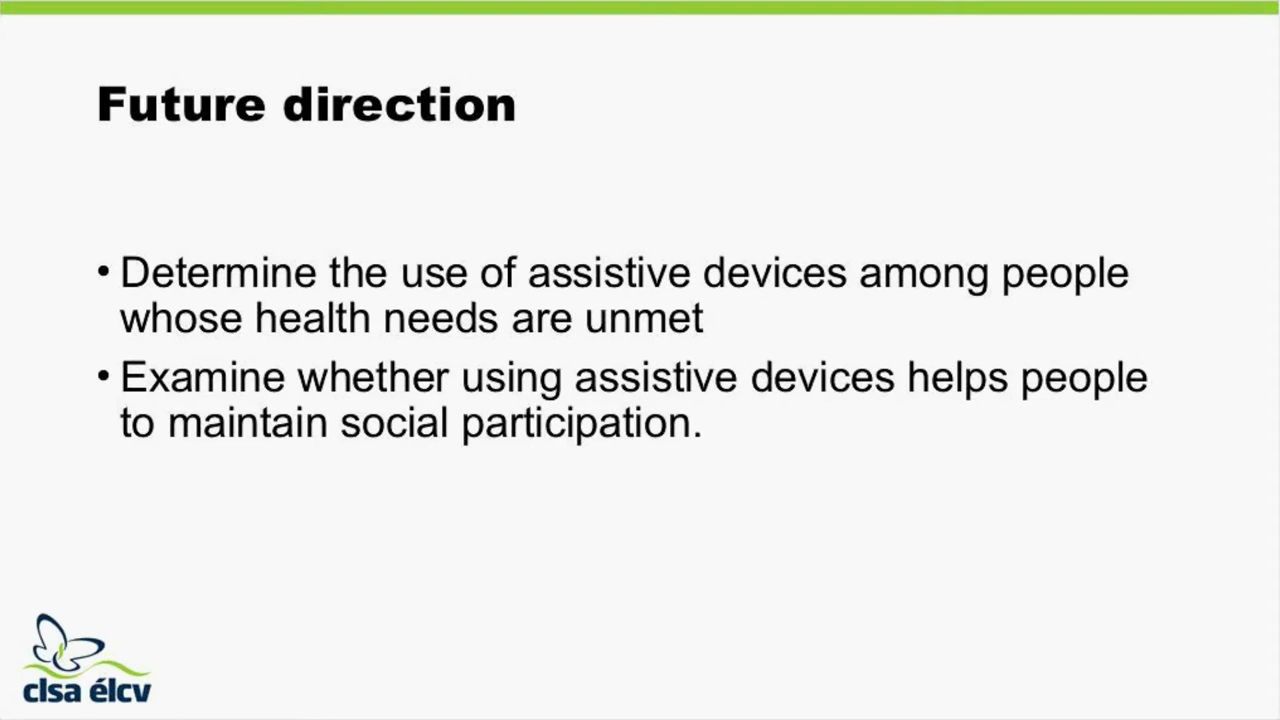 Future direction
• Determine the use of assistive devices among people
whose health needs are unmet
• Examine whether using assistive devices helps people
to maintain social participation.
clsa élcv